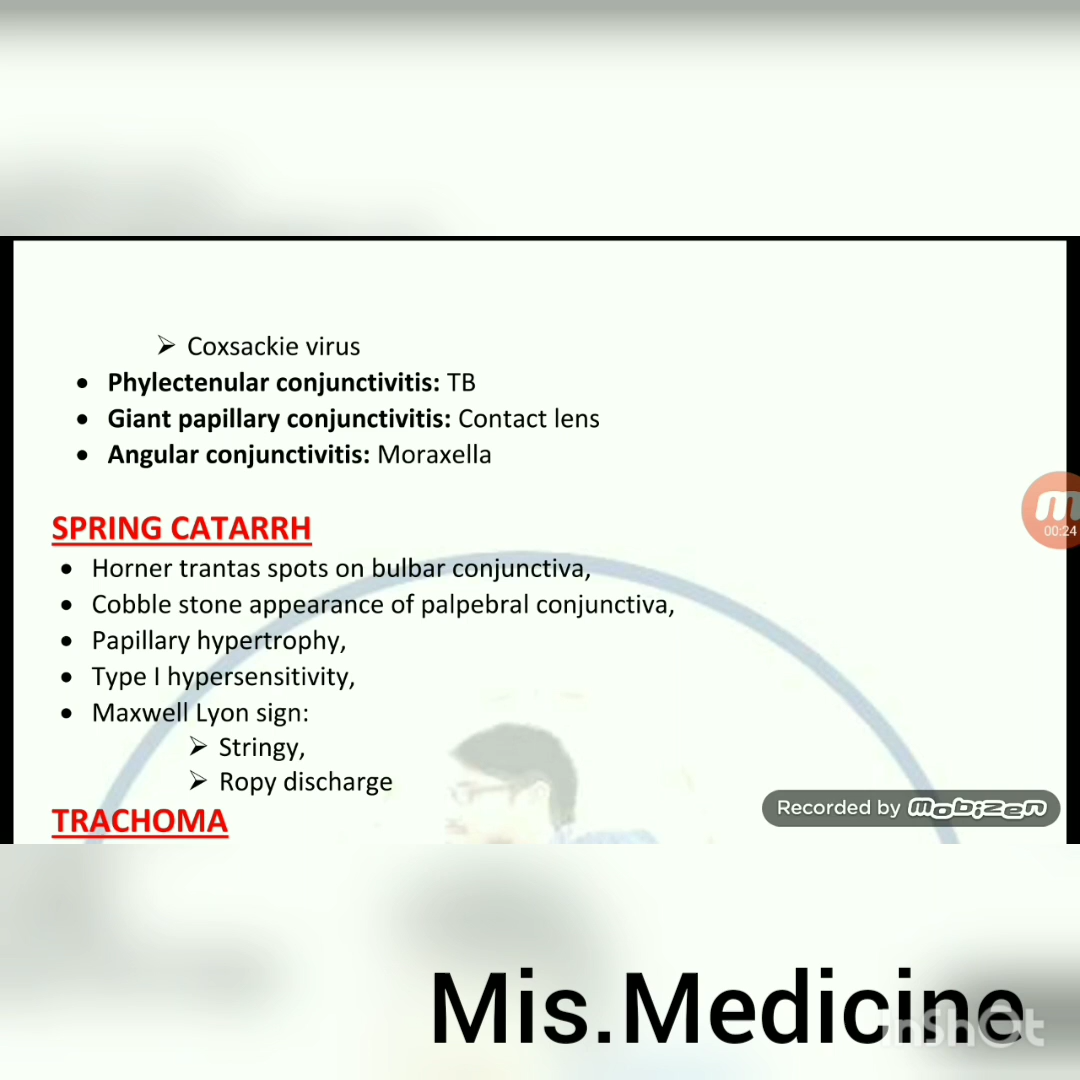 ➢ Coxsackie virus
• Phylectenular conjunctivitis: TB
• Giant papillary conjunctivitis: Contact lens
• Angular conjunctivitis: Moraxella
SPRING CATARRH
• Horner trantas spots on bulbar conjunctiva,
• Cobble stone appearance of palpebral conjunctiva,
• Papillary hypertrophy,
• Type I hypersensitivity,
• Maxwell Lyon sign:
➢ Stringy,
➢ Ropy discharge
TRACHOMA
m
00:24
Recorded by mobizen
Mis.Medicine
InShOt